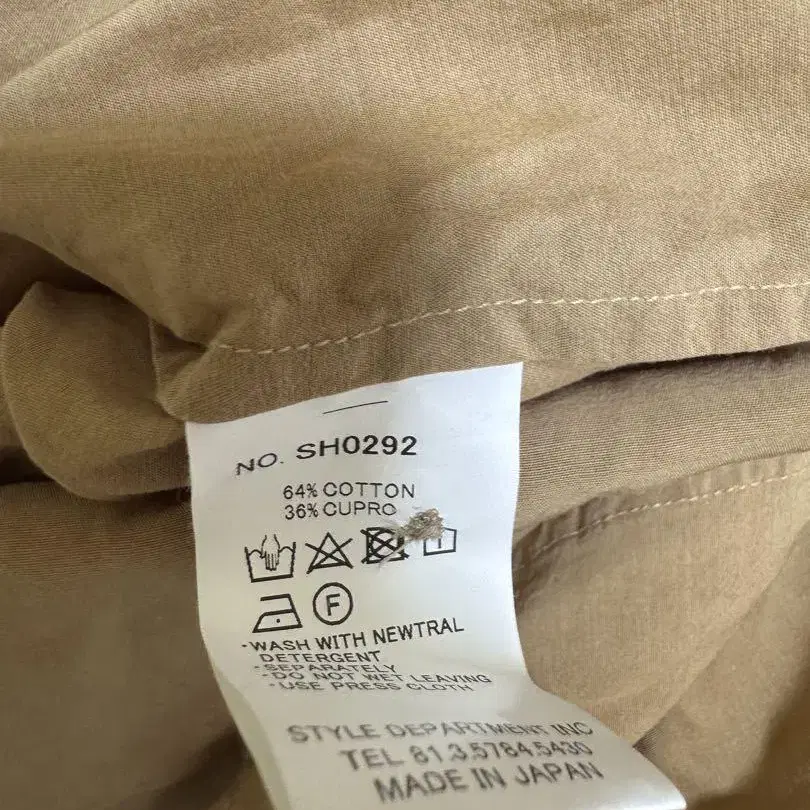 NO. SH0292
64% COTTON
36% CUPRO
F
·WASH WITH NEWTRAL
DETERGENT
·SEPARATELY
·DO NOT WET LEAVING
·USE PRESS CLOTH
STYLE DEPARTMENT INC
TEL 81.3.5784.5430
MADE IN JAPAN